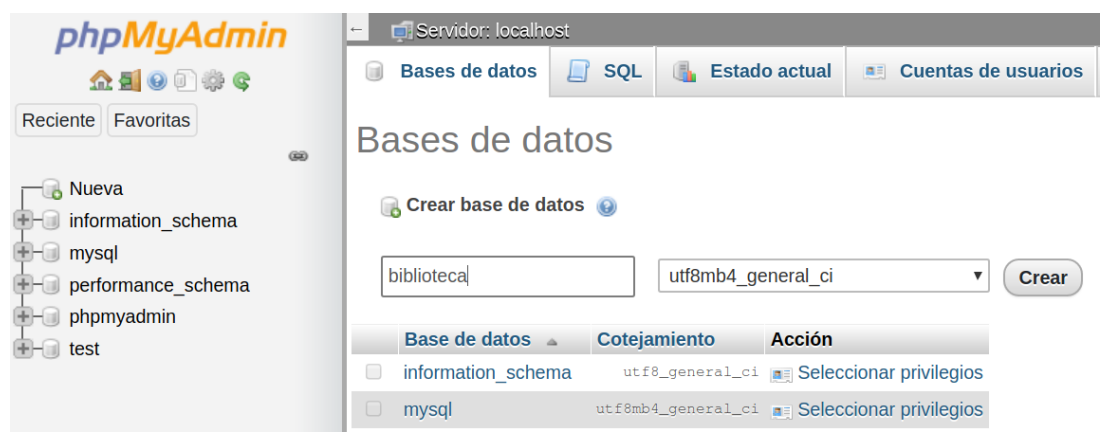 phpMyAdmin
Reciente Favoritas
Nueva
information_schema
mysql
performance_schema
phpmyadmin
test
← Servidor: localhost
Bases de datos SQL Estado actual Cuentas de usuarios
Bases de datos
Crear base de datos
biblioteca utf8mb4_general_ci Crear
Base de datos Cotejamiento Acción
information_schema utf8_general_ci Seleccionar privilegios
mysql utf8mb4_general_ci Seleccionar privilegios